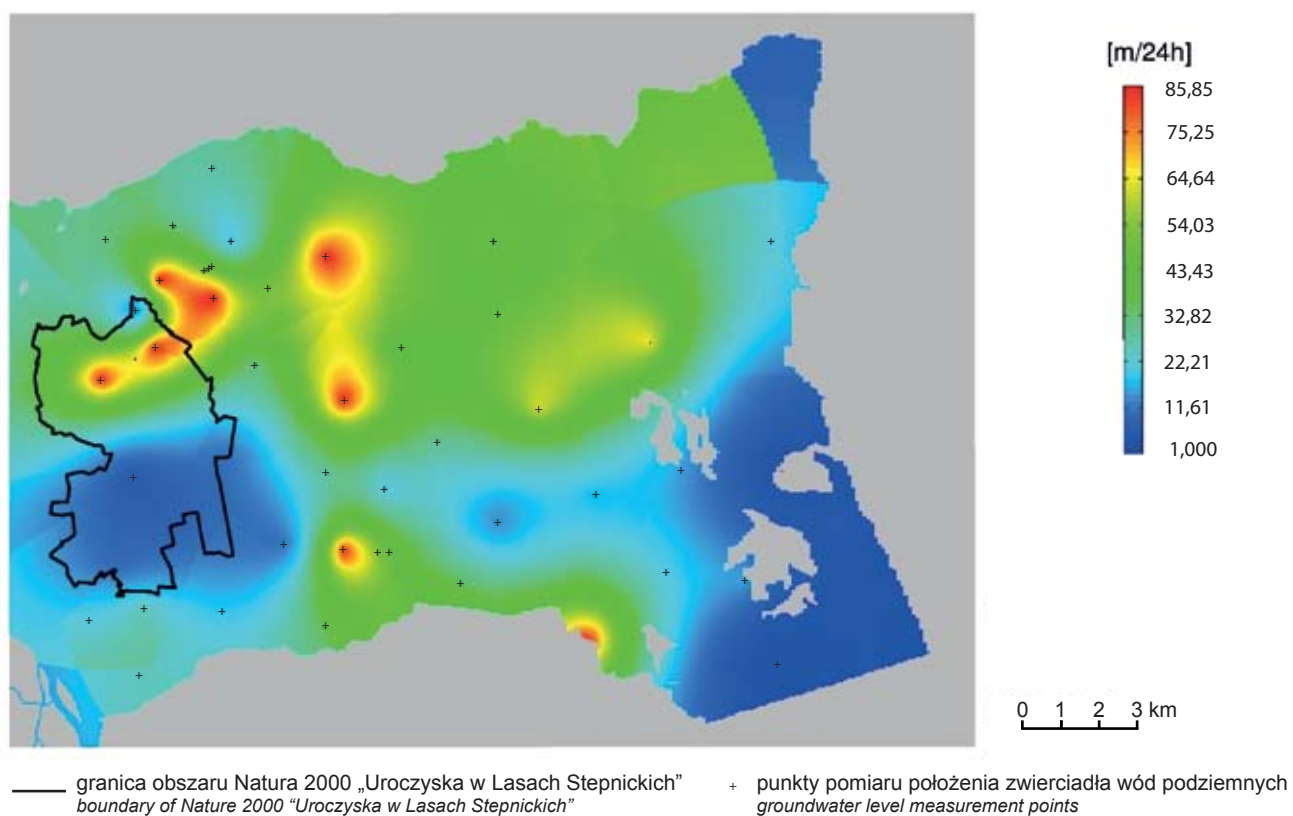 [m/24h]
85,85
75,25
64,64
54,03
43,43
32,82
22,21
11,61
1,000
0 1 2 3 km
granica obszaru Natura 2000 „Uroczyska w Lasach Stepnickich”
boundary of Nature 2000 “Uroczyska w Lasach Stepnickich”
punkty pomiaru położenia zwierciadła wód podziemnych
groundwater level measurement points